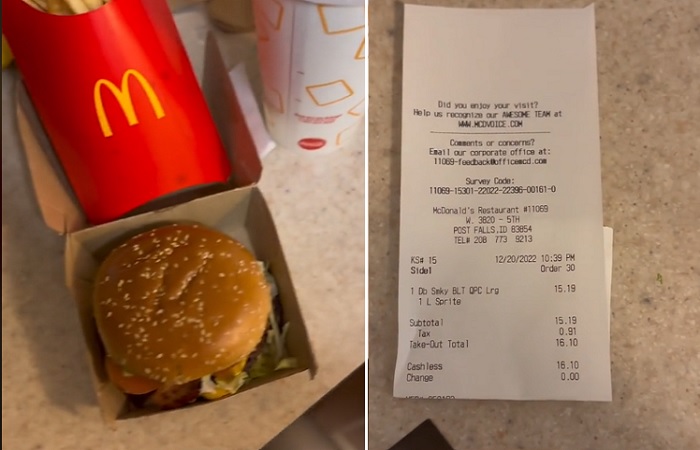 Did you enjoy your visit?
Help us recognize our AWESOME TEAM at
WWW.MCDVOICE.COM
Comments or concerns?
Email our corporate office at:
11069-feedback@officemcd.com
Survey Code:
11069-15301-22022-22396-00161-0
McDonald's Restaurant #11069
W. 3820 - 5TH
POST FALLS,ID 83854
TEL# 208 773 9213
KS# 15 12/20/2022 10:39 PM
Side1 Order 30
1 Db Smky BLT QPC Lrg 15.19
1 L Sprite
Subtotal 15.19
Tax 0.91
Take-Out Total 16.10
Cashless 16.10
Change 0.00